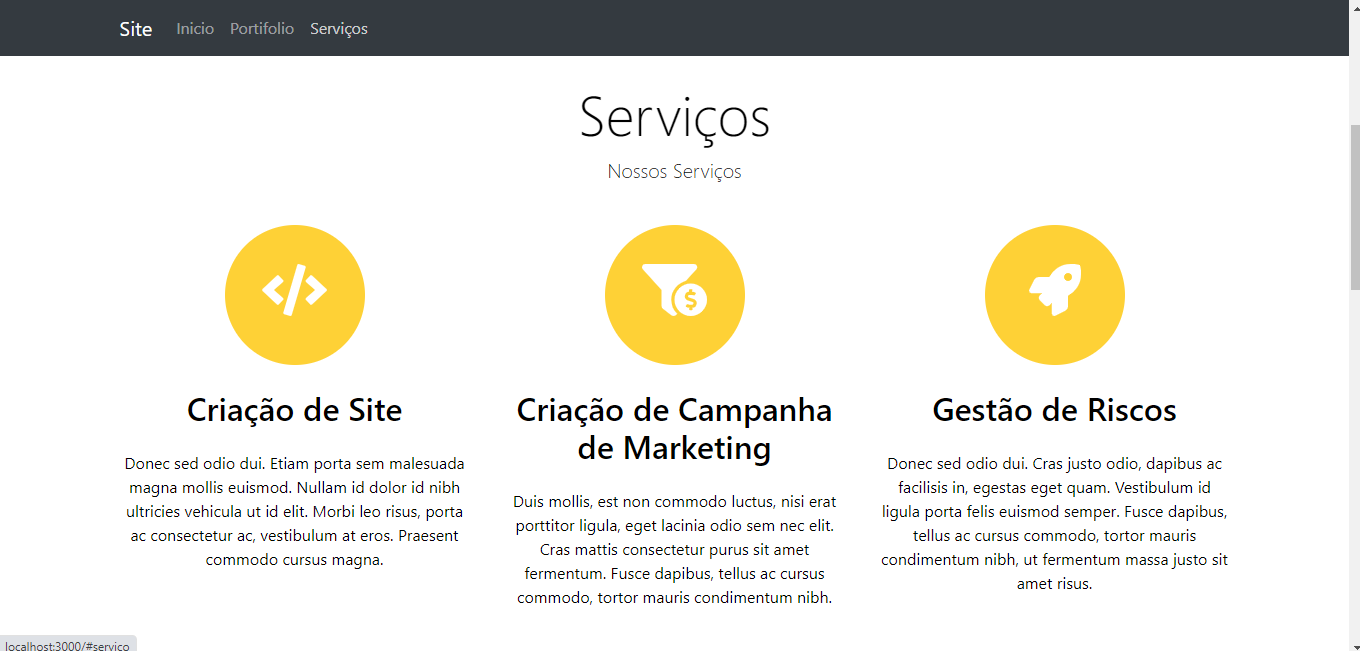 Site Inicio Portifolio Serviços
Serviços
Nossos Serviços
$
Criação de Site
Donec sed odio dui. Etiam porta sem malesuada
magna mollis euismod. Nullam id dolor id nibh
ultricies vehicula ut id elit. Morbi leo risus, porta
ac consectetur ac, vestibulum at eros. Praesent
commodo cursus magna.
Criação de Campanha
de Marketing
Duis mollis, est non commodo luctus, nisi erat
porttitor ligula, eget lacinia odio sem nec elit.
Cras mattis consectetur purus sit amet
fermentum. Fusce dapibus, tellus ac cursus
commodo, tortor mauris condimentum nibh.
Gestão de Riscos
Donec sed odio dui. Cras justo odio, dapibus ac
facilisis in, egestas eget quam. Vestibulum id
ligula porta felis euismod semper. Fusce dapibus,
tellus ac cursus commodo, tortor mauris
condimentum nibh, ut fermentum massa justo sit
amet risus.
localhost:3000/#servico